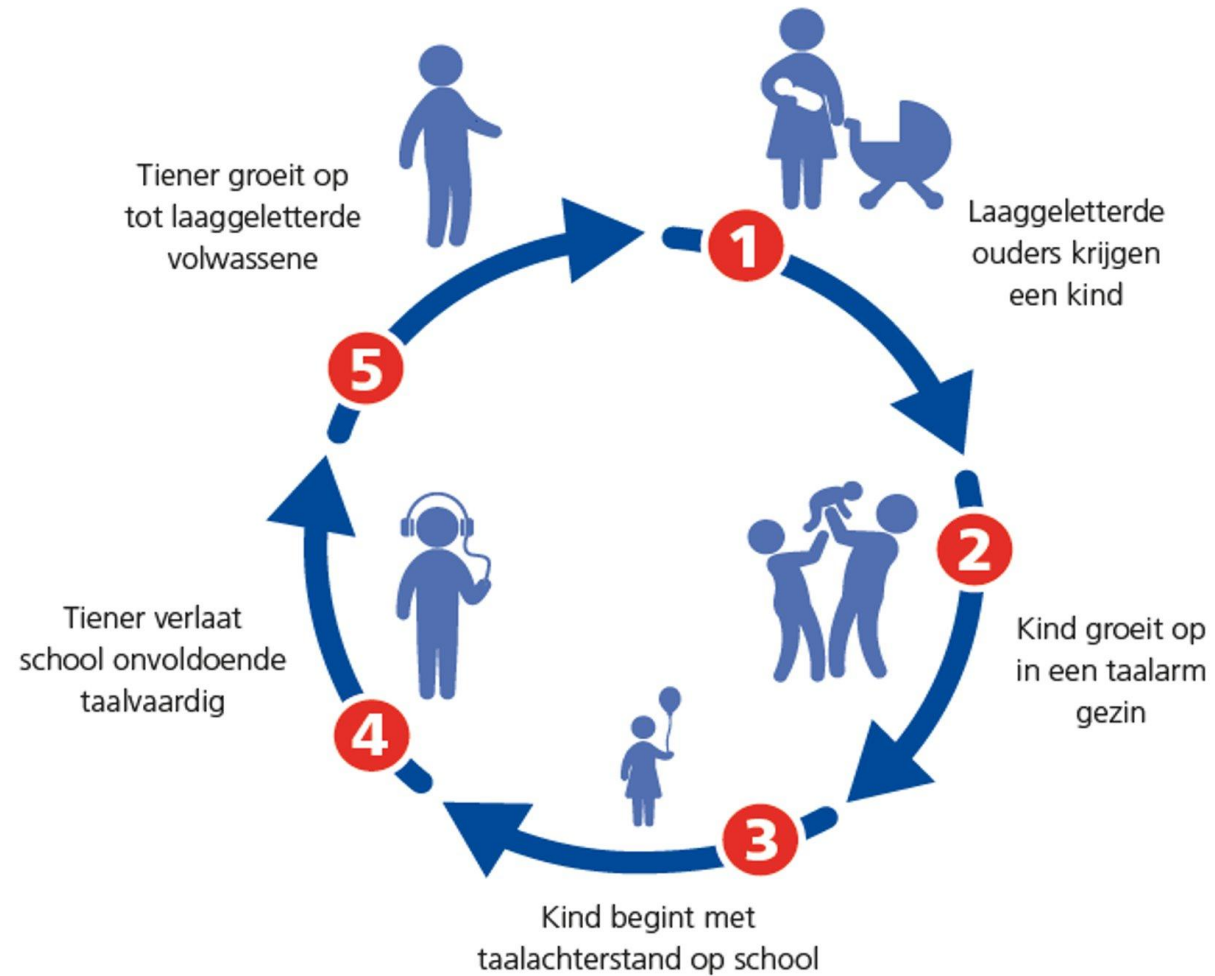 1
Laaggeletterde
ouders krijgen
een kind
2
Kind groeit op
in een taalarm
gezin
3
Kind begint met
taalachterstand op school
4
Tiener verlaat
school onvoldoende
taalvaardig
5
Tiener groeit op
tot laaggeletterde
volwassene